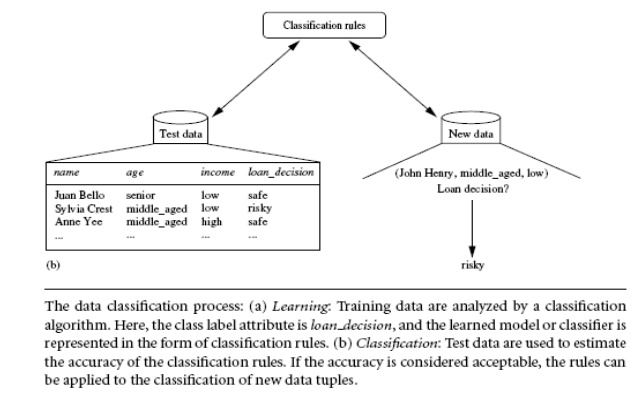 Classification rules
Test data
New data
name age income loan_decision
Juan Bello senior low safe
Sylvia Crest middle_aged low risky
Anne Yee middle_aged high safe
... ... ... ...
(John Henry, middle_aged, low)
Loan decision?
risky
(b)
The data classification process: (a) Learning: Training data are analyzed by a classification
algorithm. Here, the class label attribute is loan_decision, and the learned model or classifier is
represented in the form of classification rules. (b) Classification: Test data are used to estimate
the accuracy of the classification rules. If the accuracy is considered acceptable, the rules can
be applied to the classification of new data tuples.